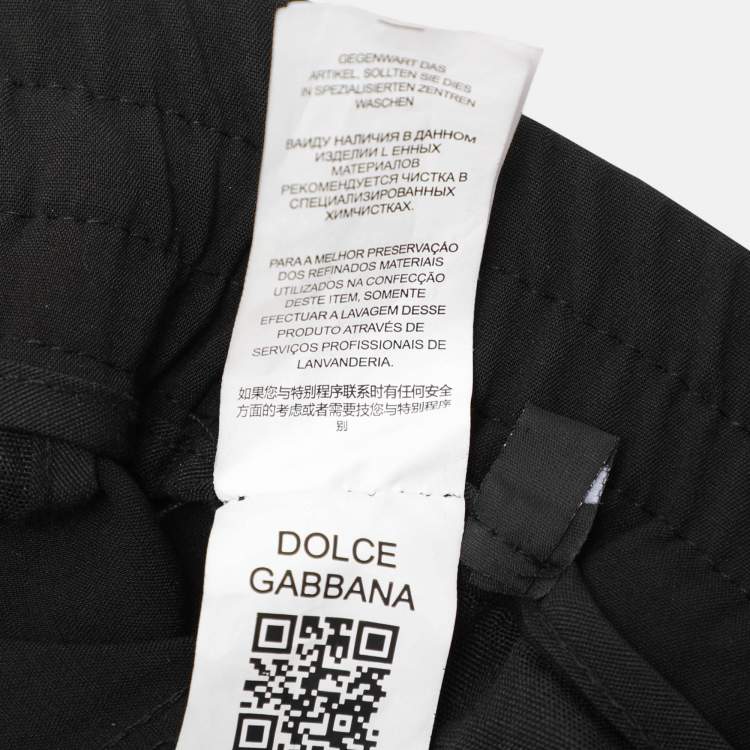 GEGENWART DAS
ARTIKEL, SOLLTEN SIE DIES
IN SPEZIALISIERTEN ZENTREN
WASCHEN
ВАИДУ НАЛИЧИЯ В ДАННОМ
ИЗДЕЛИИ L ЕННЫХ
МАТЕРИАЛОВ
РЕКОМЕНДУЕТСЯ ЧИСТКА В
СПЕЦИАЛИЗИРОВАННЫХ
ХИМЧИСТКАХ.
PARA A MELHOR PRESERVAÇÃO
DOS REFINADOS MATERIAIS
UTILIZADOS NA CONFECÇÃO
DESTE ITEM, SOMENTE
EFECTUAR A LAVAGEM DESSE
PRODUTO ATRAVÉS DE
SERVIÇOS PROFISSIONAIS DE
LANVANDERIA.
如果您与特别程序联系时有任何安全
方面的考虑或者需要技您与特别程序
别
DOLCE
GABBANA